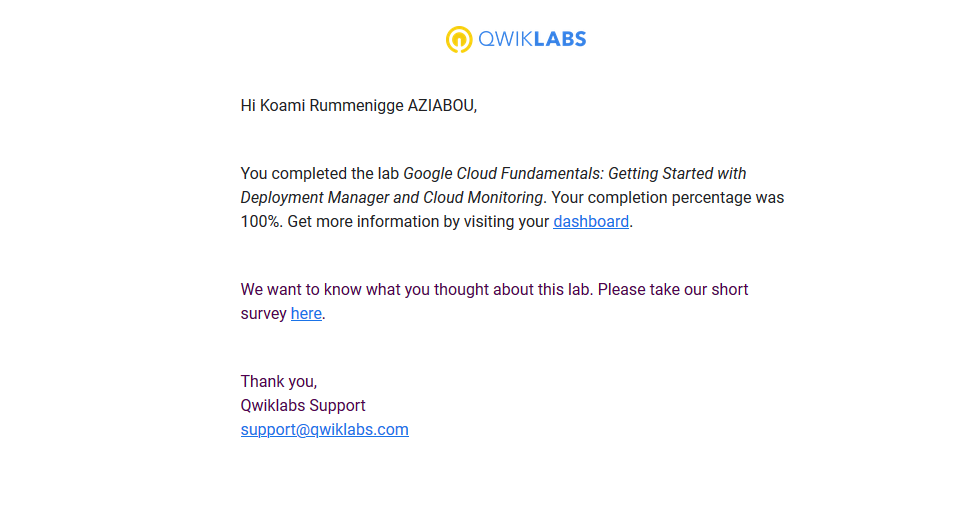 QWIKLABS
Hi Koami Rummenigge AZIABOU,
You completed the lab Google Cloud Fundamentals: Getting Started with
Deployment Manager and Cloud Monitoring. Your completion percentage was
100%. Get more information by visiting your dashboard.
We want to know what you thought about this lab. Please take our short
survey here.
Thank you,
Qwiklabs Support
support@qwiklabs.com